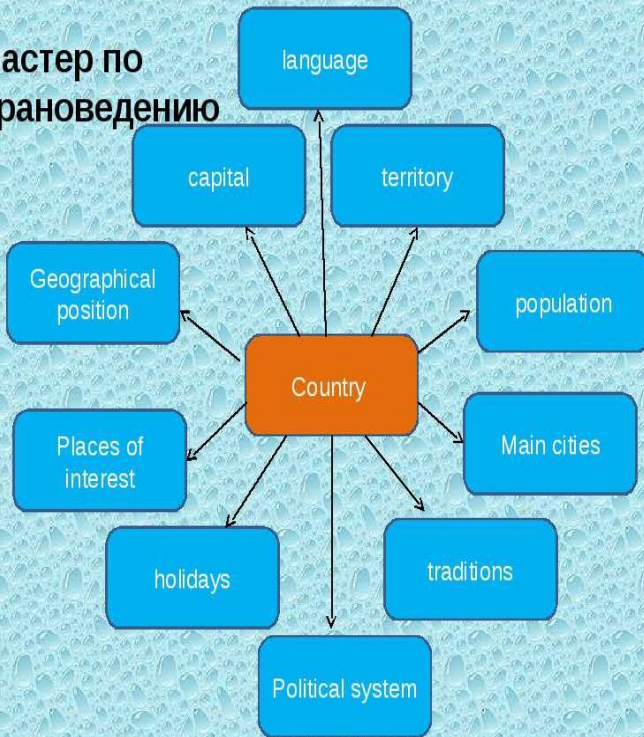 астер по
рановедению
language
capital
territory
Geographical
position
population
Country
Places of
interest
Main cities
holidays
traditions
Political system